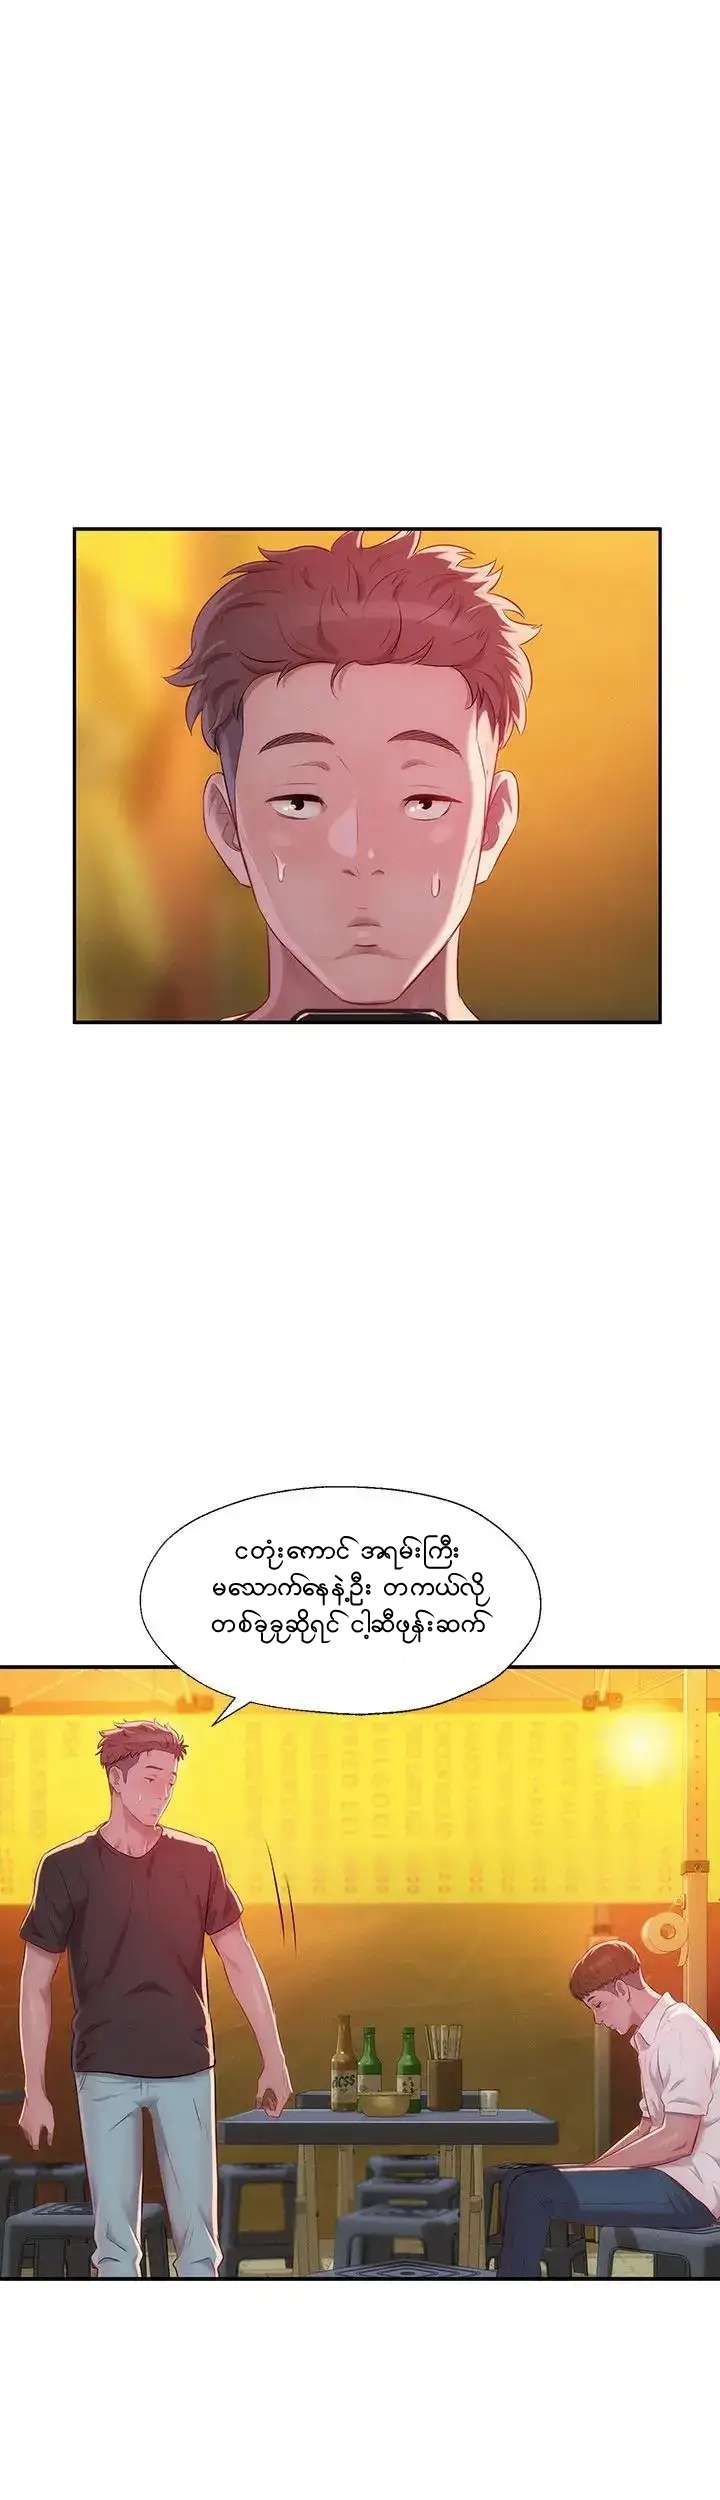 ငတုံးကောင် အရမ်းကြီး
မသောက်နေနဲ့ဦး တကယ်လို့
တစ်ခုခုဆိုရင် ငါ့ဆီဖုန်းဆက်